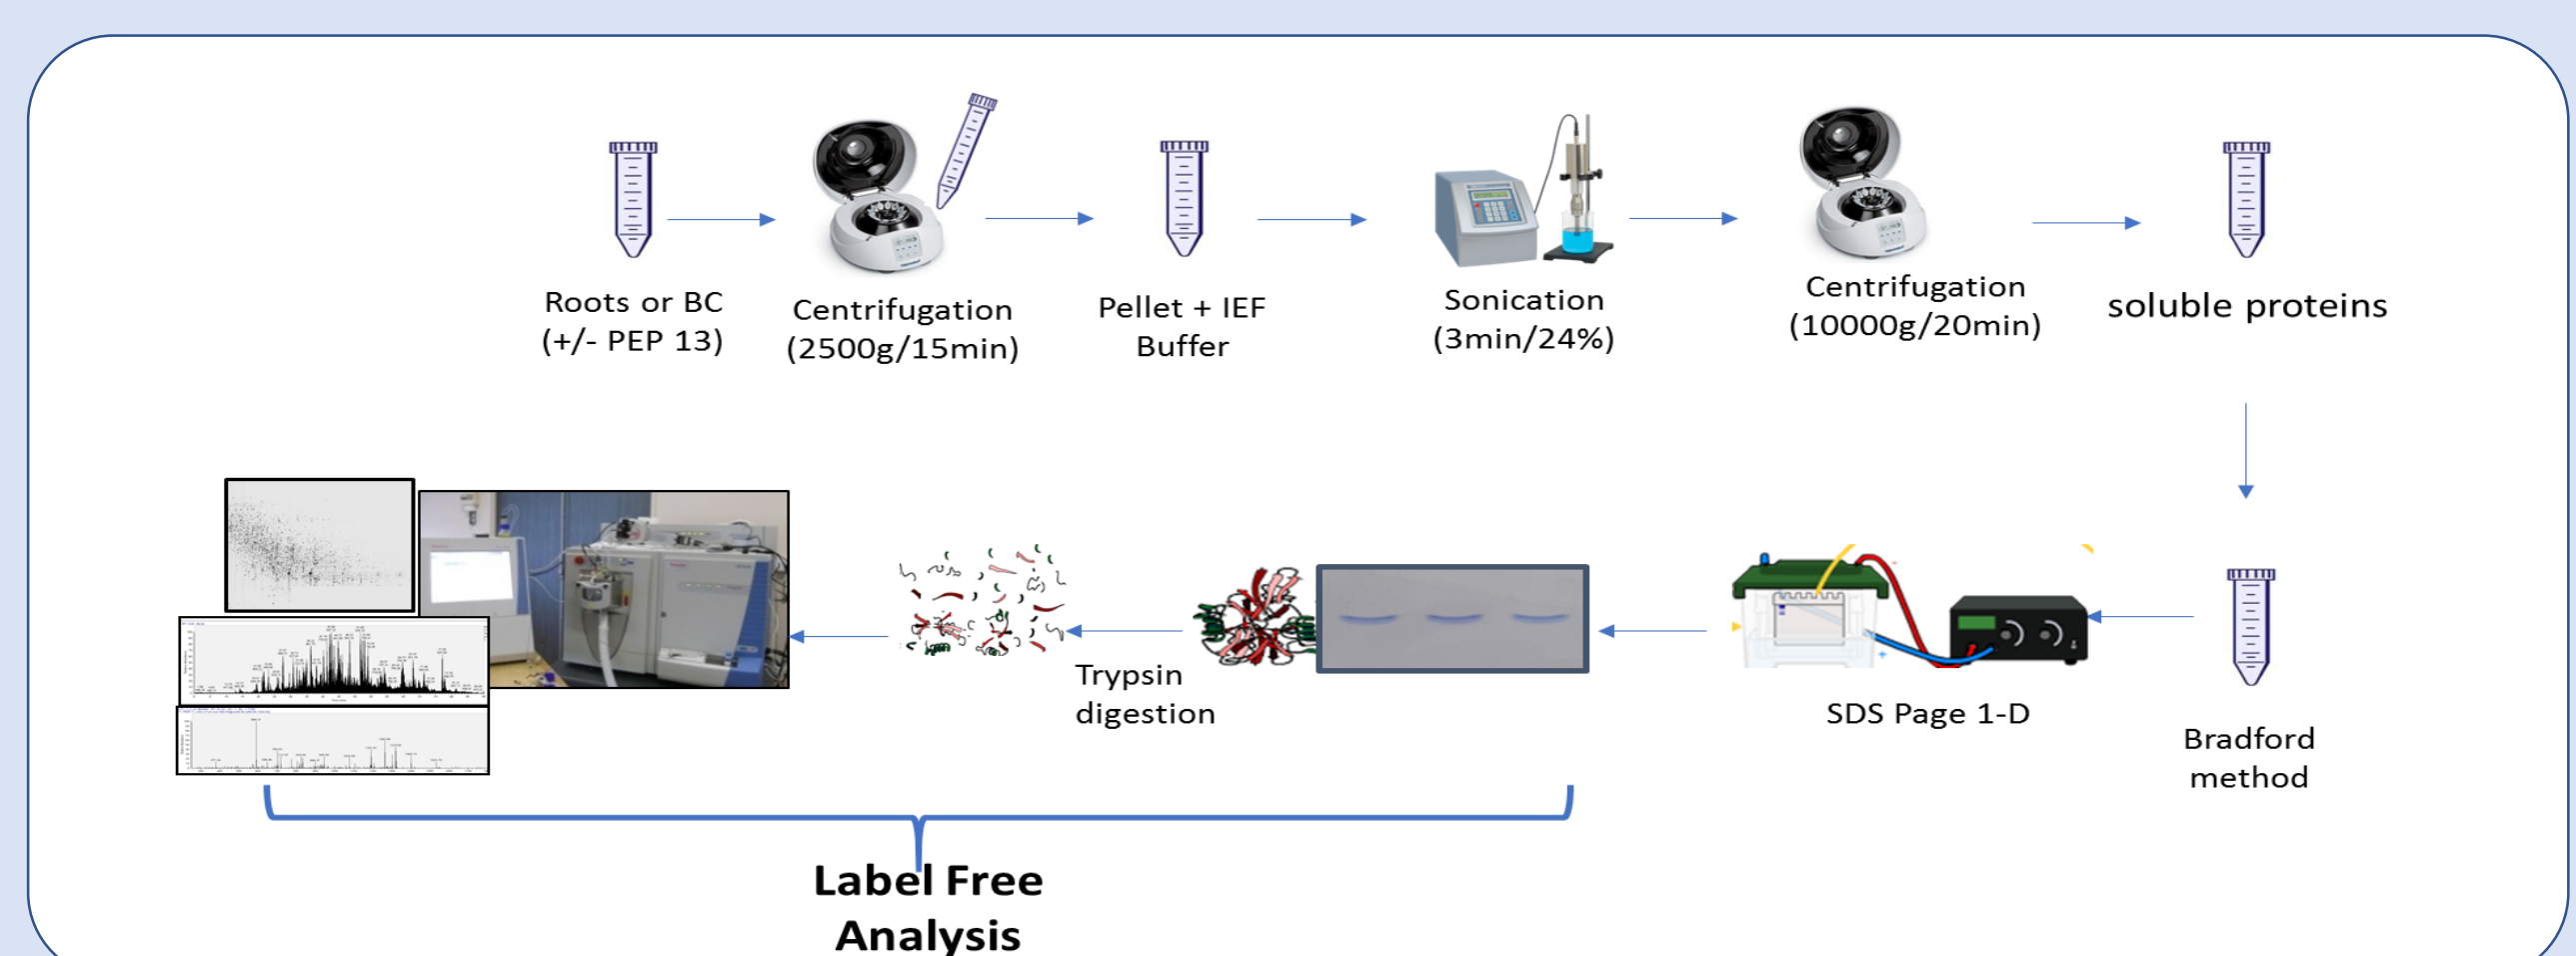 Roots or BC
(+/- PEP 13)
Centrifugation
(2500g/15min)
Pellet + IEF
Buffer
Sonication
(3min/24%)
Centrifugation
(10000g/20min)
soluble proteins
Bradford
method
SDS Page 1-D
Trypsin
digestion
Label Free
Analysis